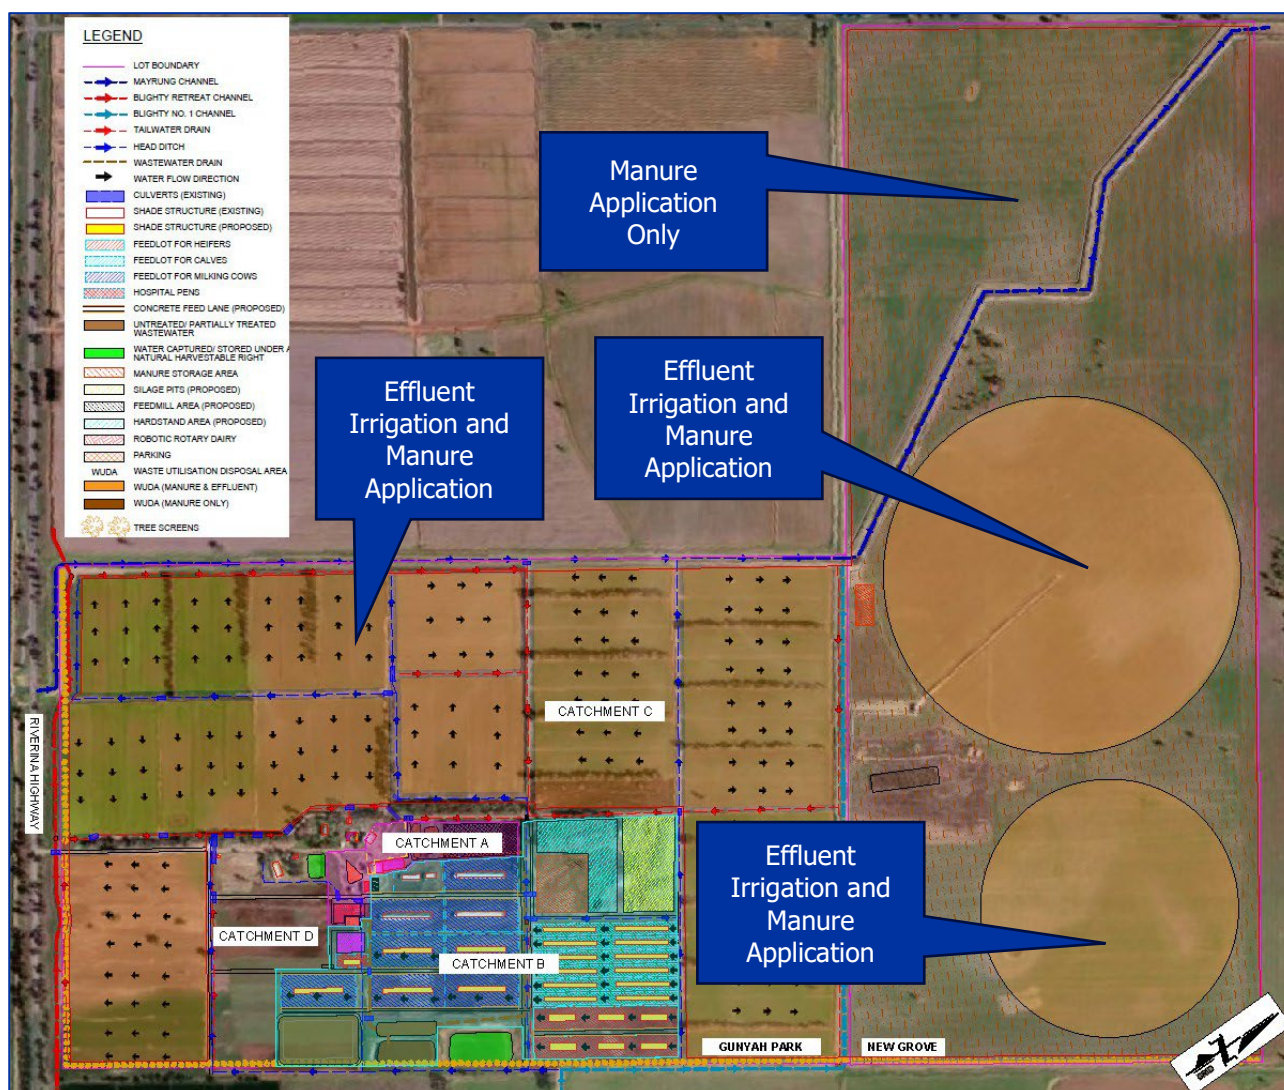 LEGEND
LOT BOUNDARY
MAYRUNG CHANNEL
BLIGHTY RETREAT CHANNEL
BLIGHTY NO. 1 CHANNEL
TAILWATER DRAIN
HEAD DITCH
WASTEWATER DRAIN
WATER FLOW DIRECTION
CULVERTS (EXISTING)
SHADE STRUCTURE (EXISTING)
SHADE STRUCTURE (PROPOSED)
FEEDLOT FOR HEIFERS
FEEDLOT FOR CALVES
FEEDLOT FOR MILKING COWS
HOSPITAL PENS
CONCRETE FEED LANE (PROPOSED)
UNTREATED/ PARTIALLY TREATED
WASTEWATER
WATER CAPTURED/ STORED UNDER A
NATURAL HARVESTABLE RIGHT
MANURE STORAGE AREA
SILAGE PITS (PROPOSED)
FEEDMILL AREA (PROPOSED)
HARDSTAND AREA (PROPOSED)
ROBOTIC ROTARY DAIRY
PARKING
WUDA WASTE UTILISATION DISPOSAL AREA
WUDA (MANURE & EFFLUENT)
WUDA (MANURE ONLY)
TREE SCREENS
Manure
Application
Only
Effluent
Irrigation and
Manure
Application
Effluent
Irrigation and
Manure
Application
RIVERINA HIGHWAY
CATCHMENT C
CATCHMENT A
CATCHMENT D
CATCHMENT B
Effluent
Irrigation and
Manure
Application
GUNYAH PARK
NEW GROVE